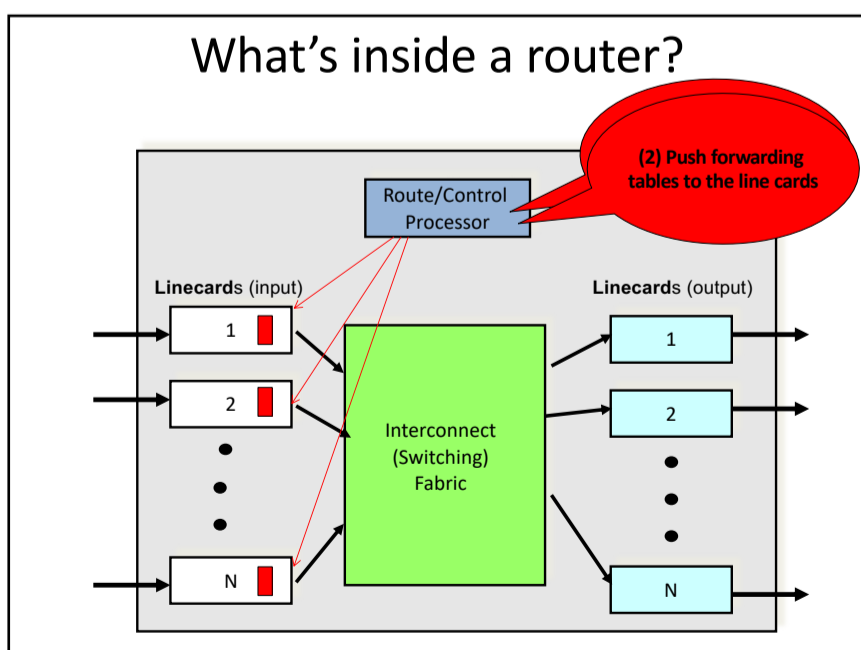 What’s inside a router?
(2) Push forwarding
tables to the line cards
Route/Control
Processor
Linecards (input)
Linecards (output)
1
2
N
Interconnect
(Switching)
Fabric
1
2
N